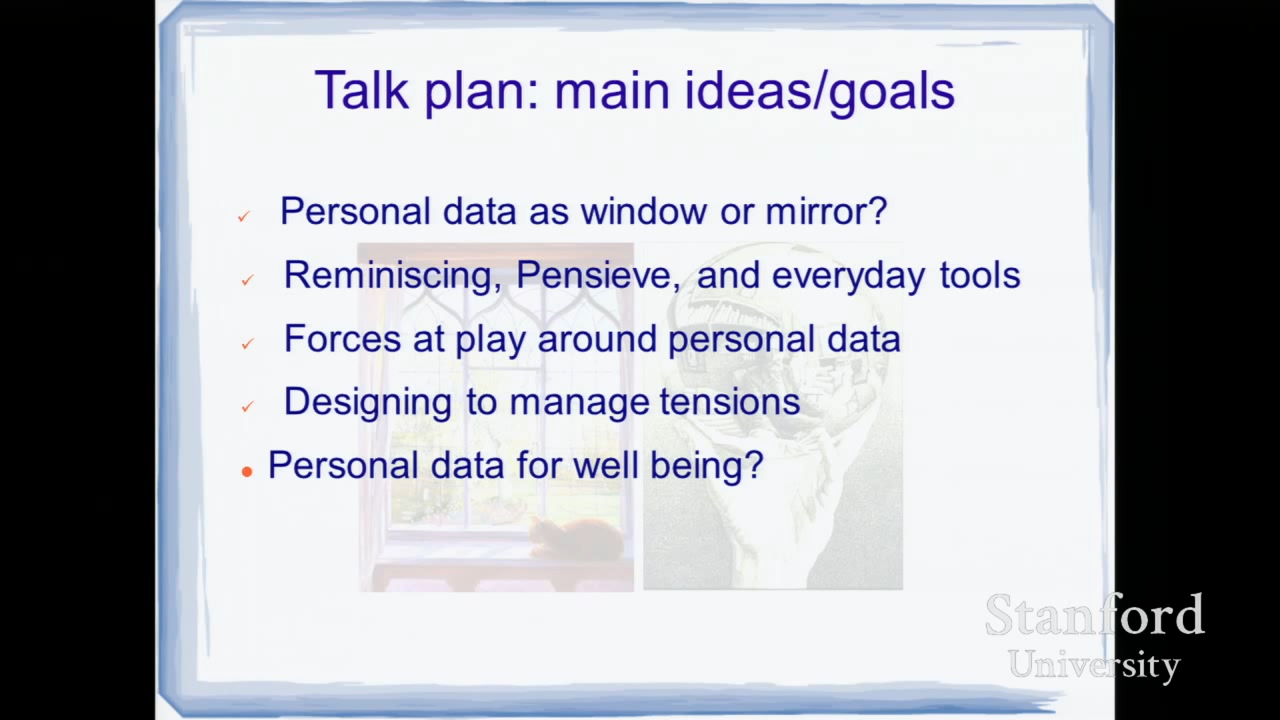 Talk plan: main ideas/goals
✓ Personal data as window or mirror?
✓ Reminiscing, Pensieve, and everyday tools
✓ Forces at play around personal data
✓ Designing to manage tensions
• Personal data for well being?
Stanford
University